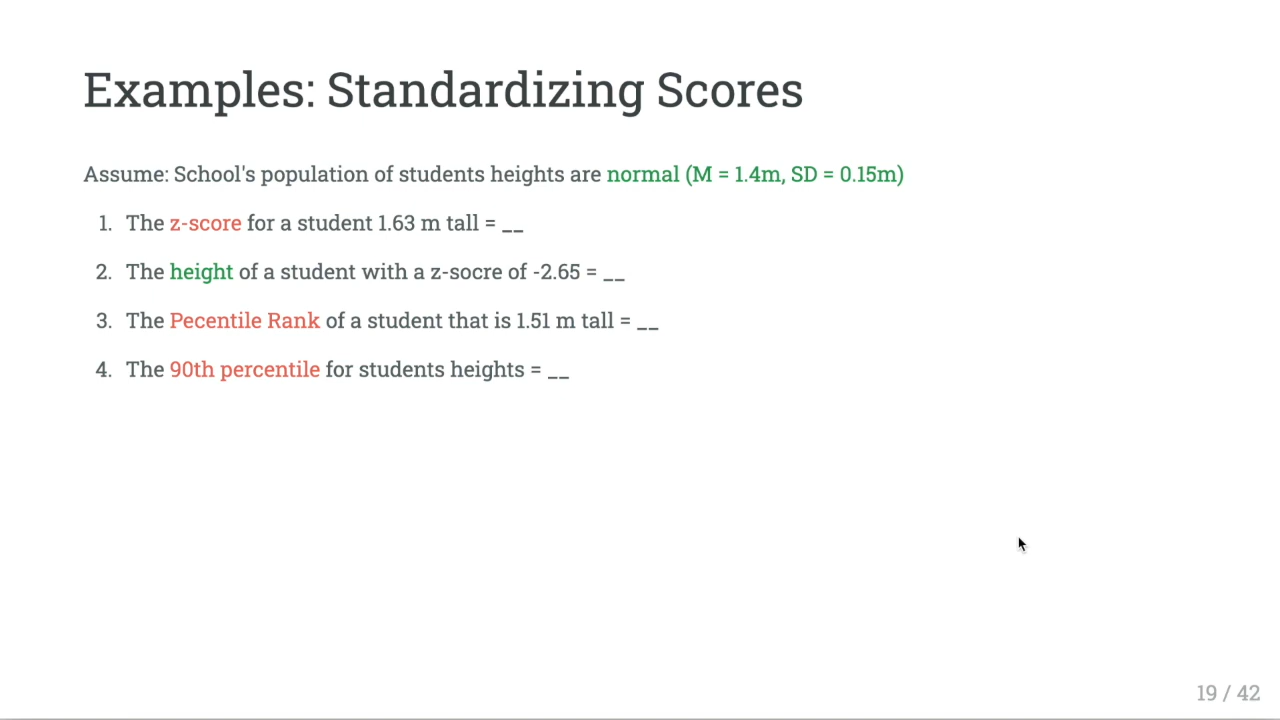 Examples: Standardizing Scores
Assume: School's population of students heights are normal (M = 1.4m, SD = 0.15m)
1. The z-score for a student 1.63 m tall = __
2. The height of a student with a z-socre of -2.65 = __
3. The Pecentile Rank of a student that is 1.51 m tall = __
4. The 90th percentile for students heights = __
19 / 42